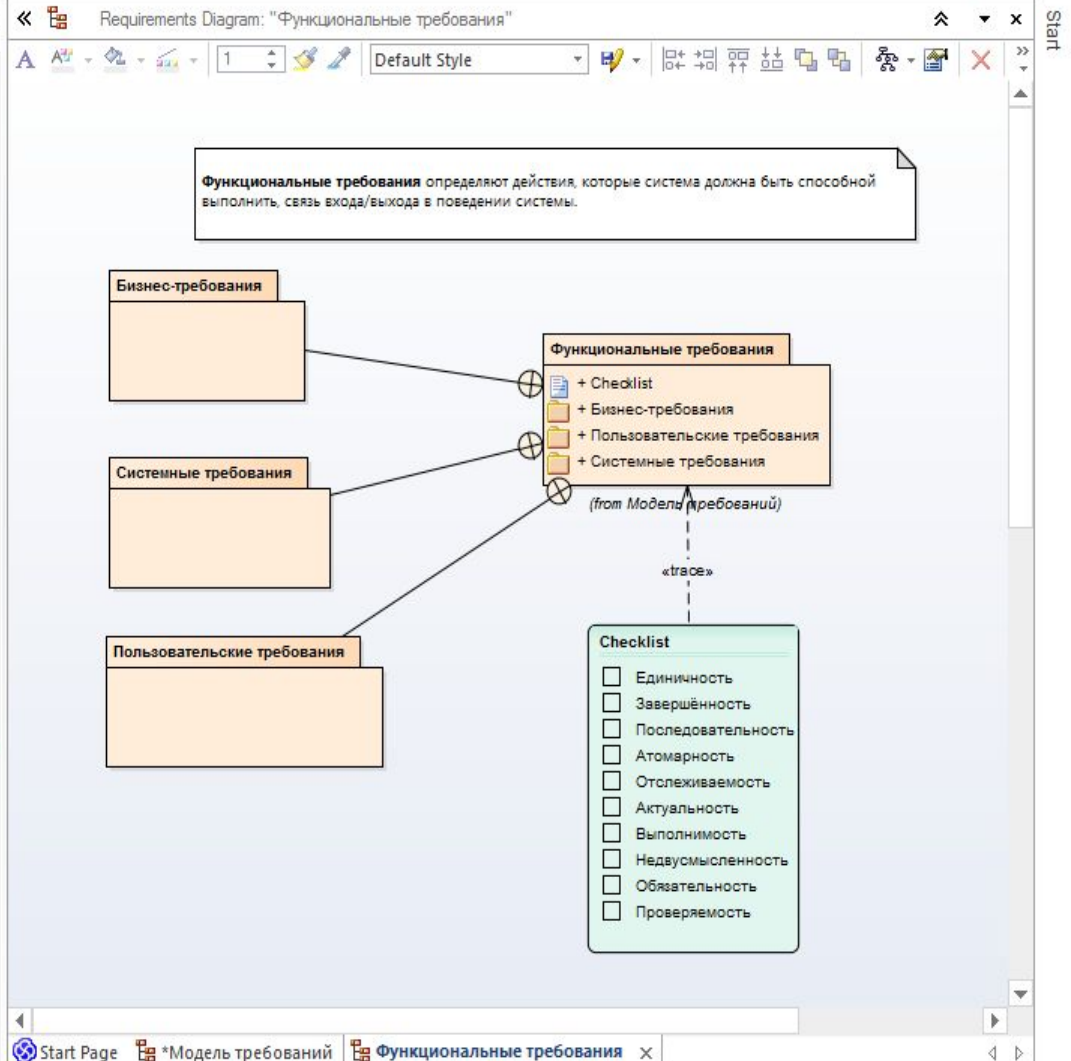 Requirements Diagram: "Функциональные требования"
Start
1
Default Style
Функциональные требования определяют действия, которые система должна быть способной
выполнить, связь входа/выхода в поведении системы.
Бизнес-требования
Функциональные требования
+ Checklist
+ Бизнес-требования
+ Пользовательские требования
+ Системные требования
(from Модель требований)
Системные требования
«trace»
Пользовательские требования
Checklist
Единичность
Завершённость
Последовательность
Атомарность
Отслеживаемость
Актуальность
Выполнимость
Недвусмысленность
Обязательность
Проверяемость
Start Page *Модель требований Функциональные требования